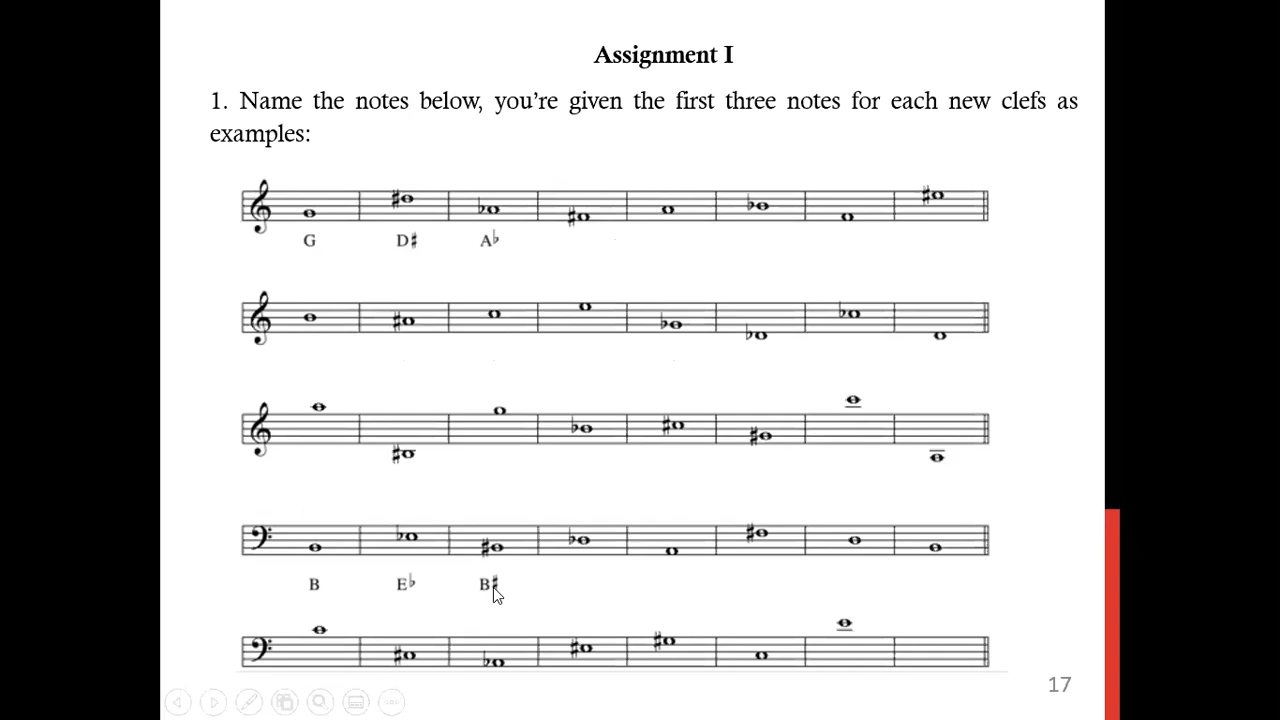 Assignment I
1. Name the notes below, you're given the first three notes for each new clefs as
examples:
G D♯ A♭
B E♭ B♯
17